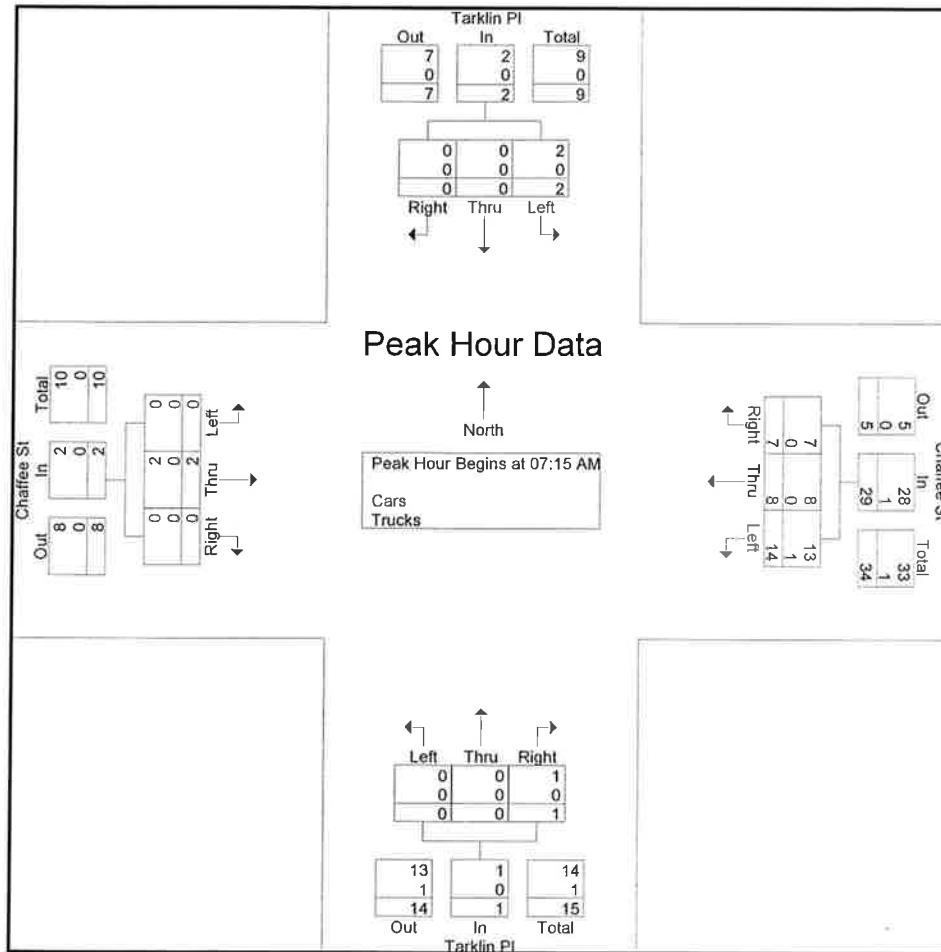 Tarklin Pl
Out In Total
7 2 9
0 0 0
7 2 9
0 0 2
0 0 0
0 0 2
Right Thru Left
Peak Hour Data
North
Peak Hour Begins at 07:15 AM
Cars
Trucks
Chaffee St
Out In Total
8 2 10
0 0 0
8 2 10
Right Thru Left
0 2 0
0 0 0
0 2 0
Chaffee St
Out In Total
5 28 33
0 1 1
5 29 34
Right Thru Left
7 8 13
0 0 1
7 8 14
Left Thru Right
0 0 1
0 0 0
0 0 1
13 1 14
1 0 1
14 1 15
Out In Total
Tarklin Pl